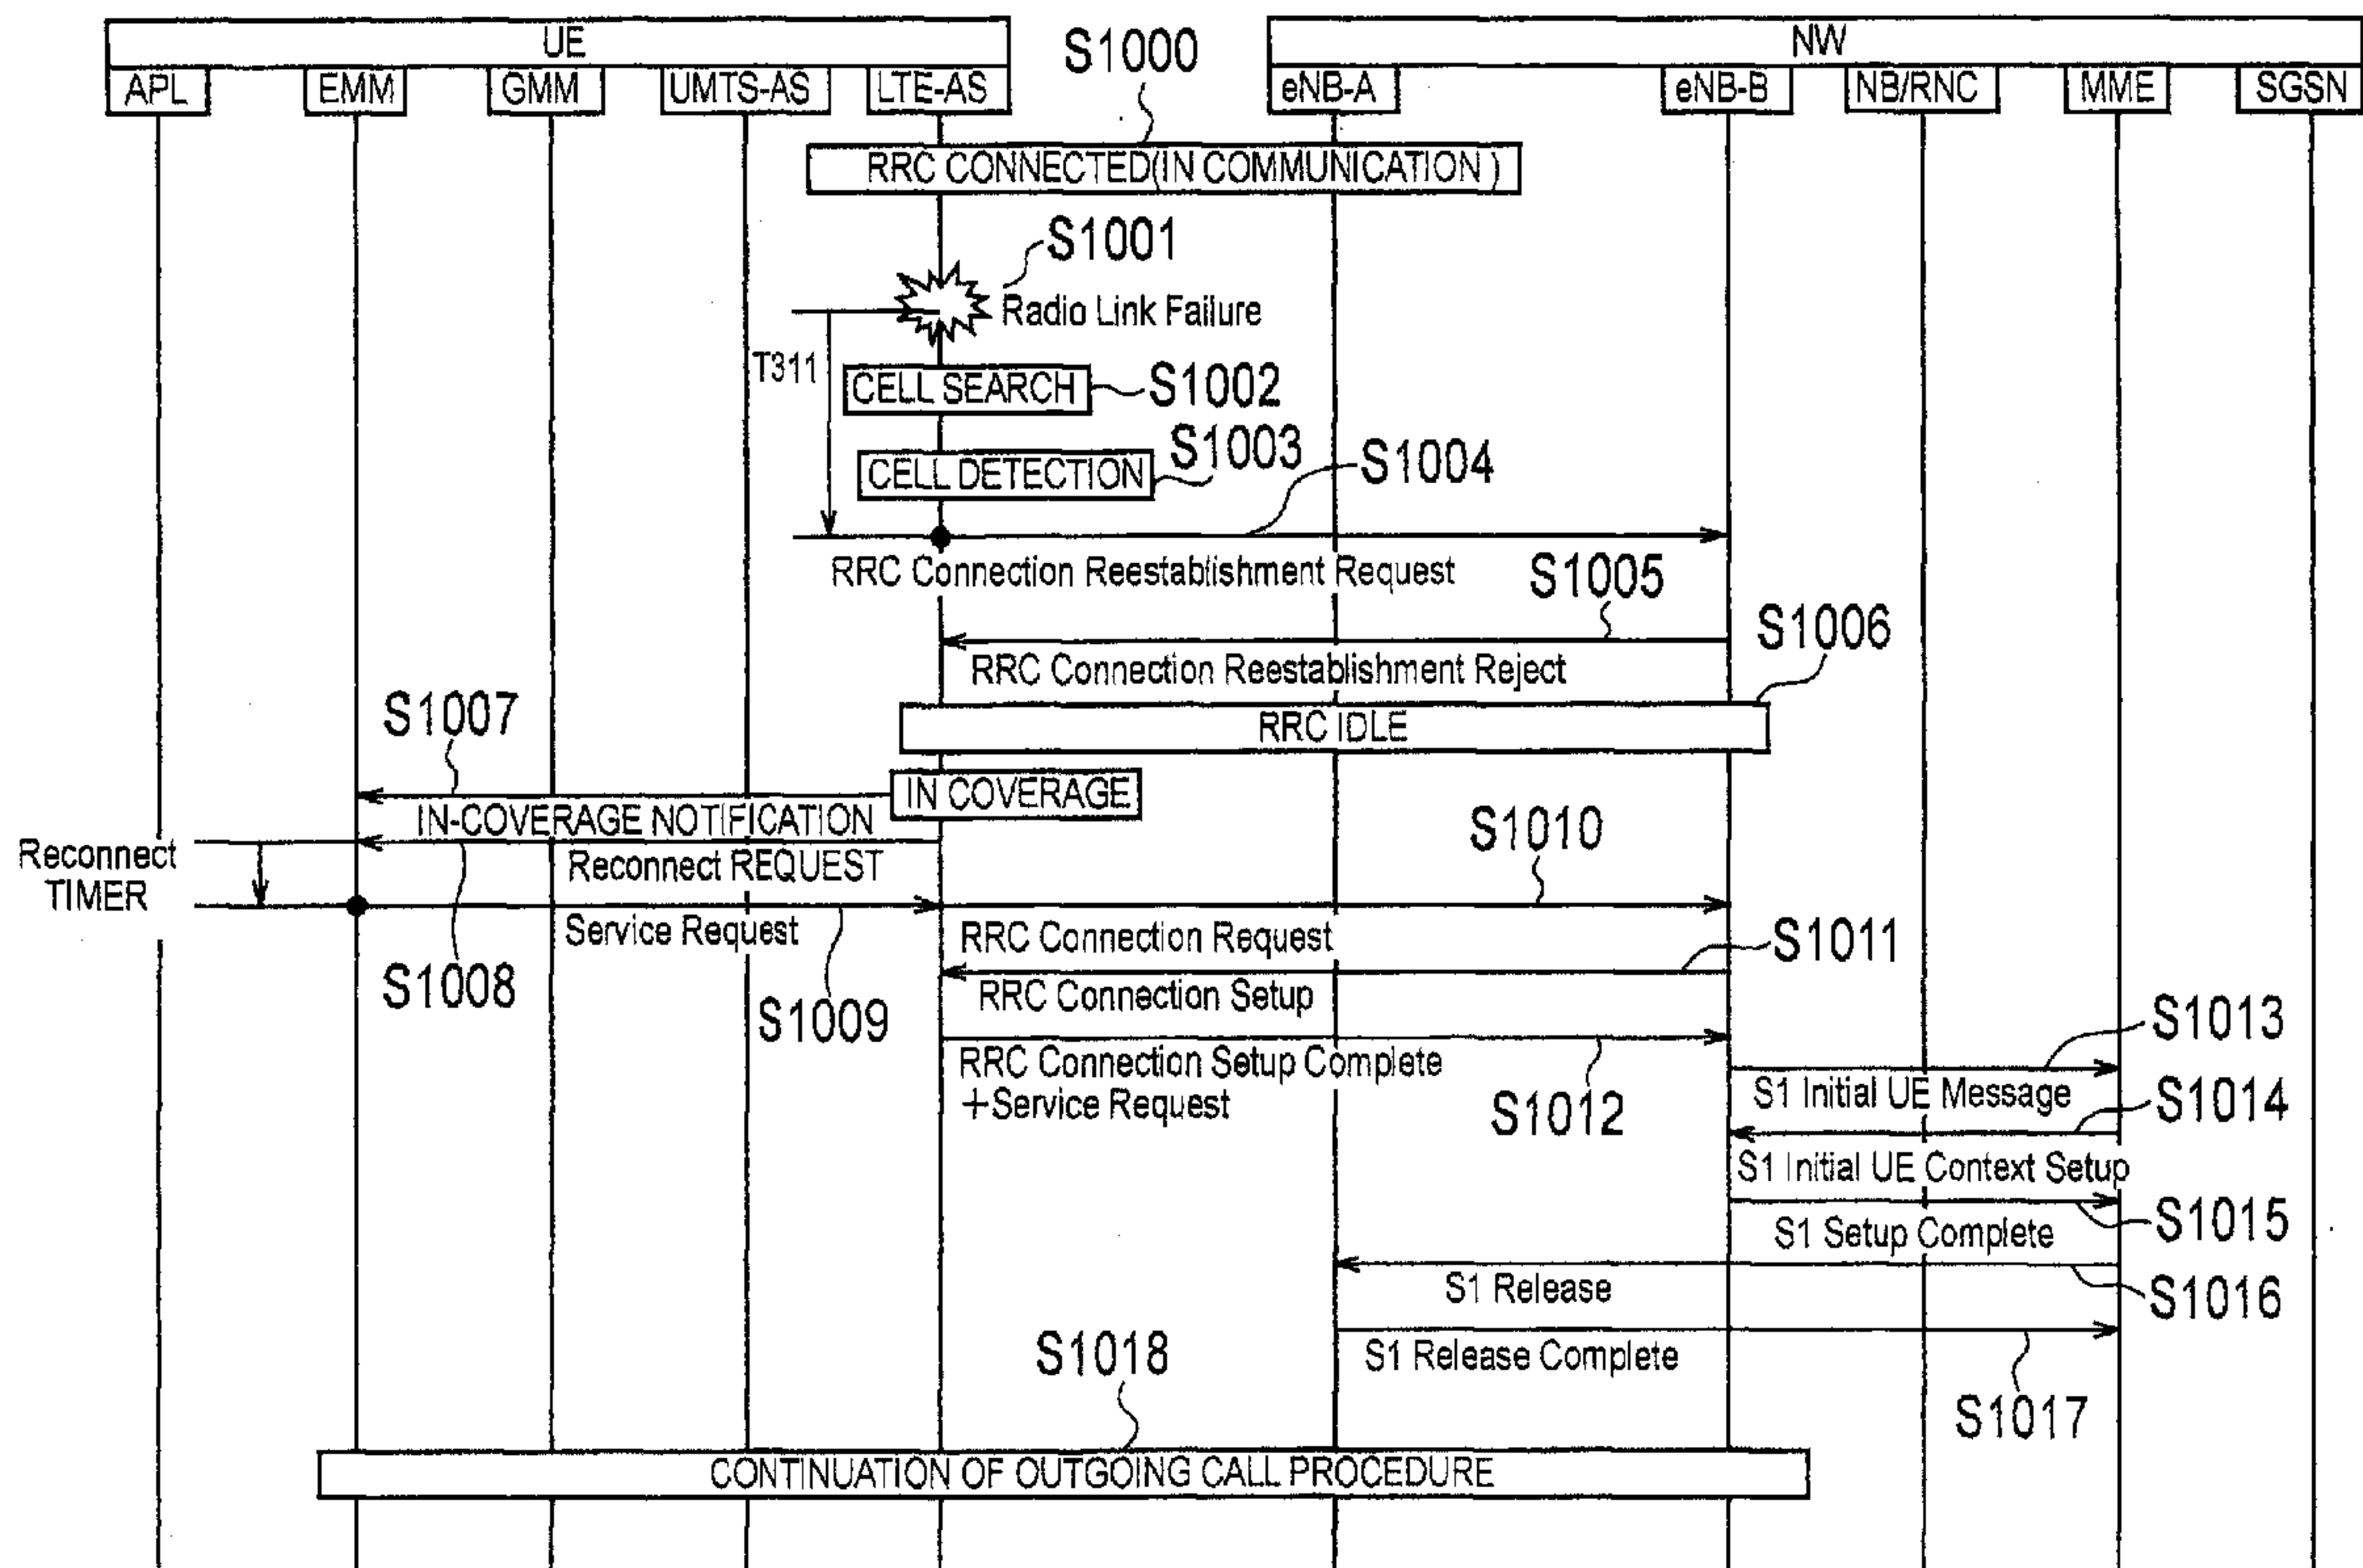 UE
NW
APL
EMM
GMM
UMTS-AS
LTE-AS
eNB-A
eNB-B
NB/RNC
MME
SGSN
S1000
RRC CONNECTED(IN COMMUNICATION )
S1001
Radio Link Failure
T311
CELL SEARCH
S1002
CELL DETECTION
S1003
S1004
RRC Connection Reestablishment Request
S1005
RRC Connection Reestablishment Reject
S1006
RRC IDLE
S1007
IN COVERAGE
IN-COVERAGE NOTIFICATION
S1010
Reconnect
TIMER
Reconnect REQUEST
Service Request
RRC Connection Request
S1011
S1008
S1009
RRC Connection Setup
S1013
RRC Connection Setup Complete
+Service Request
S1012
S1 Initial UE Message
S1014
S1 Initial UE Context Setup
S1015
S1 Setup Complete
S1 Release
S1016
S1018
S1 Release Complete
S1017
CONTINUATION OF OUTGOING CALL PROCEDURE